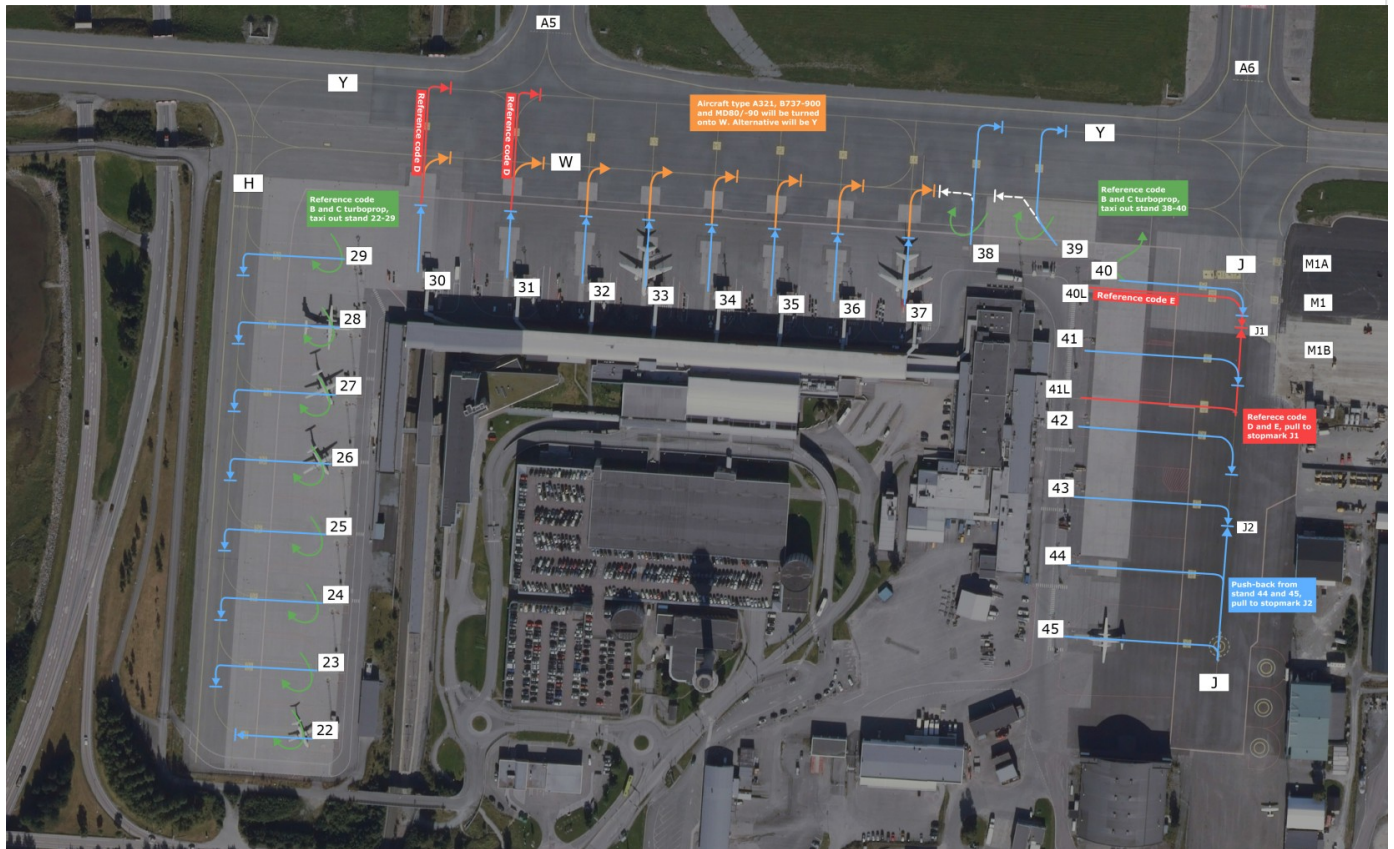 A5
A6
Y
Reference code D
Reference code D
Aircraft type A321, B737-900
and MD80/-90 will be turned
onto W. Alternative will be Y
Y
W
H
Reference code
B and C turboprop,
taxi out stand 22-29
Reference code
B and C turboprop,
taxi out stand 38-40
29
30
31
32
33
34
35
36
37
38
39
40
J
M1A
40L
Reference code E
M1
J1
28
41
M1B
27
41L
Referece code
D and E, pull to
stopmark J1
42
26
43
25
J2
44
24
Push-back from
stand 44 and 45,
pull to stopmark J2
45
23
J
22